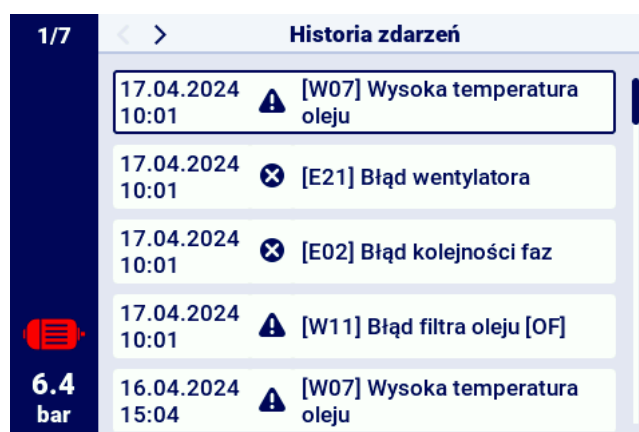 1/7
Historia zdarzeń
17.04.2024
10:01
[W07] Wysoka temperatura
oleju
17.04.2024
10:01
[E21] Błąd wentylatora
17.04.2024
10:01
[E02] Błąd kolejności faz
17.04.2024
10:01
[W11] Błąd filtra oleju [OF]
16.04.2024
15:04
[W07] Wysoka temperatura
oleju
6.4
bar